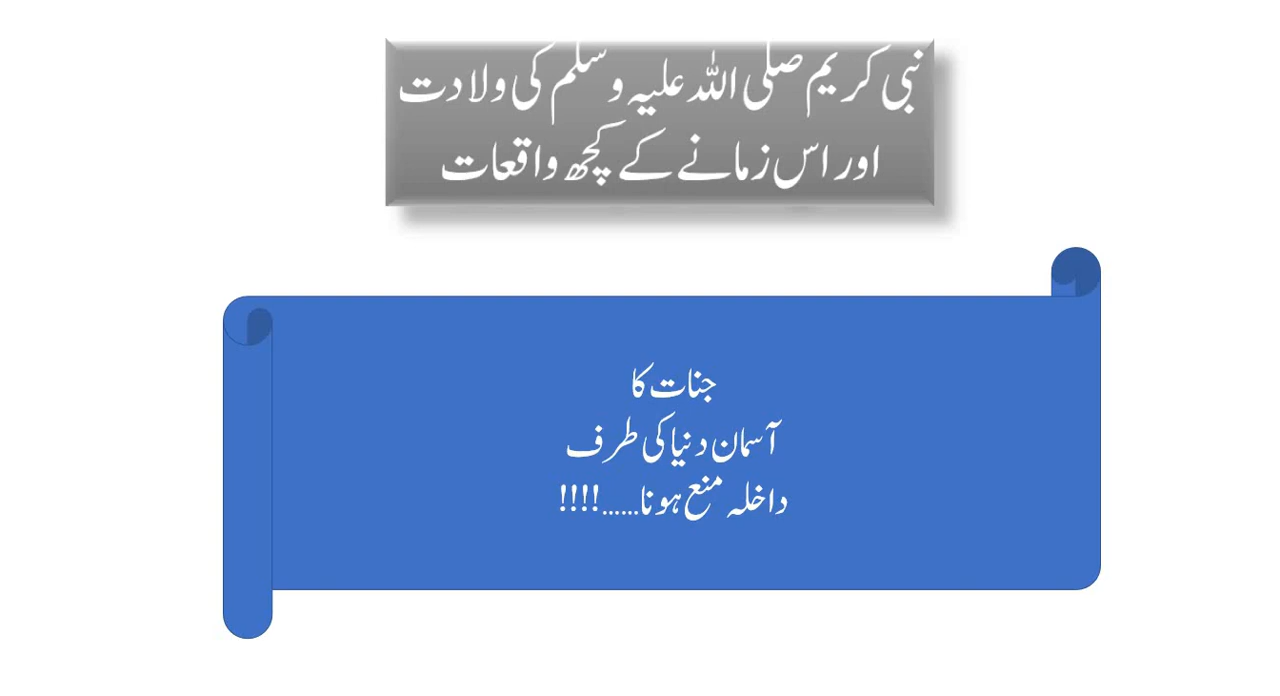 نبی کریم صلی اللہ علیہ وسلم کی ولادت
اور اس زمانے کے کچھ واقعات
جنات کا
آسمان دنیا کی طرف
داخلہ منع ہونا......!!!!